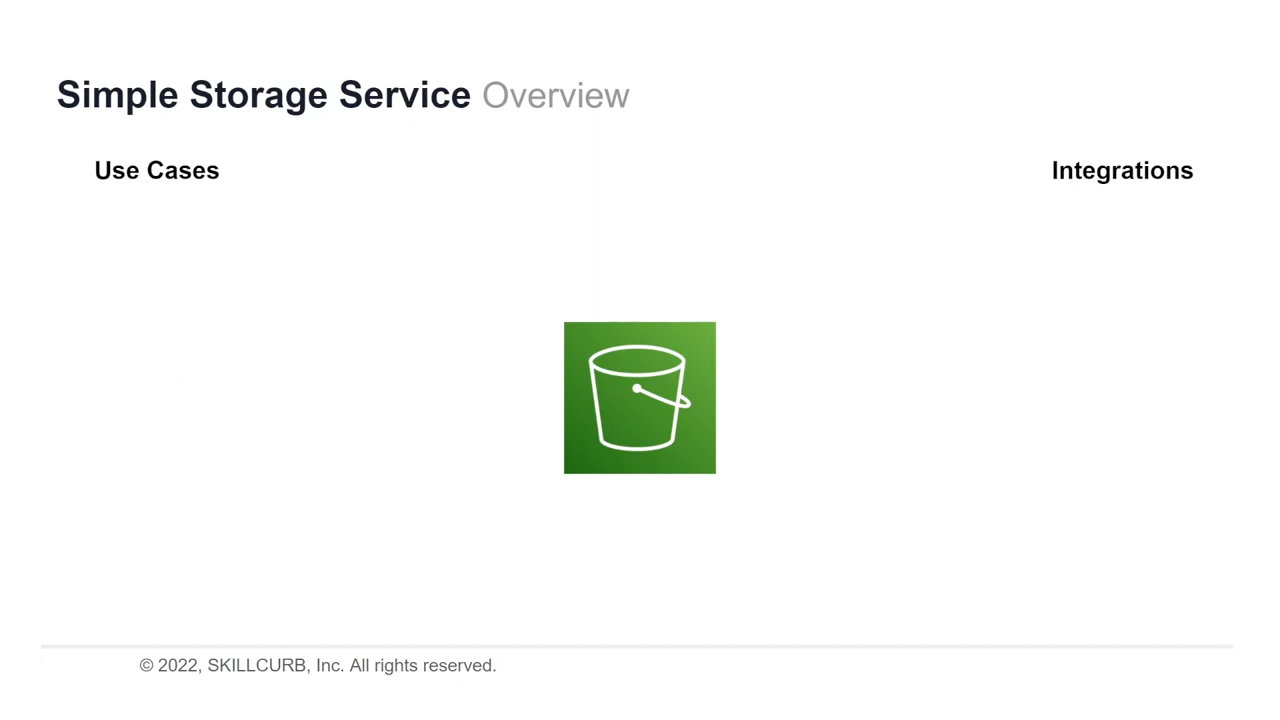 Simple Storage Service Overview
Use Cases
Integrations
© 2022, SKILLCURB, Inc. All rights reserved.